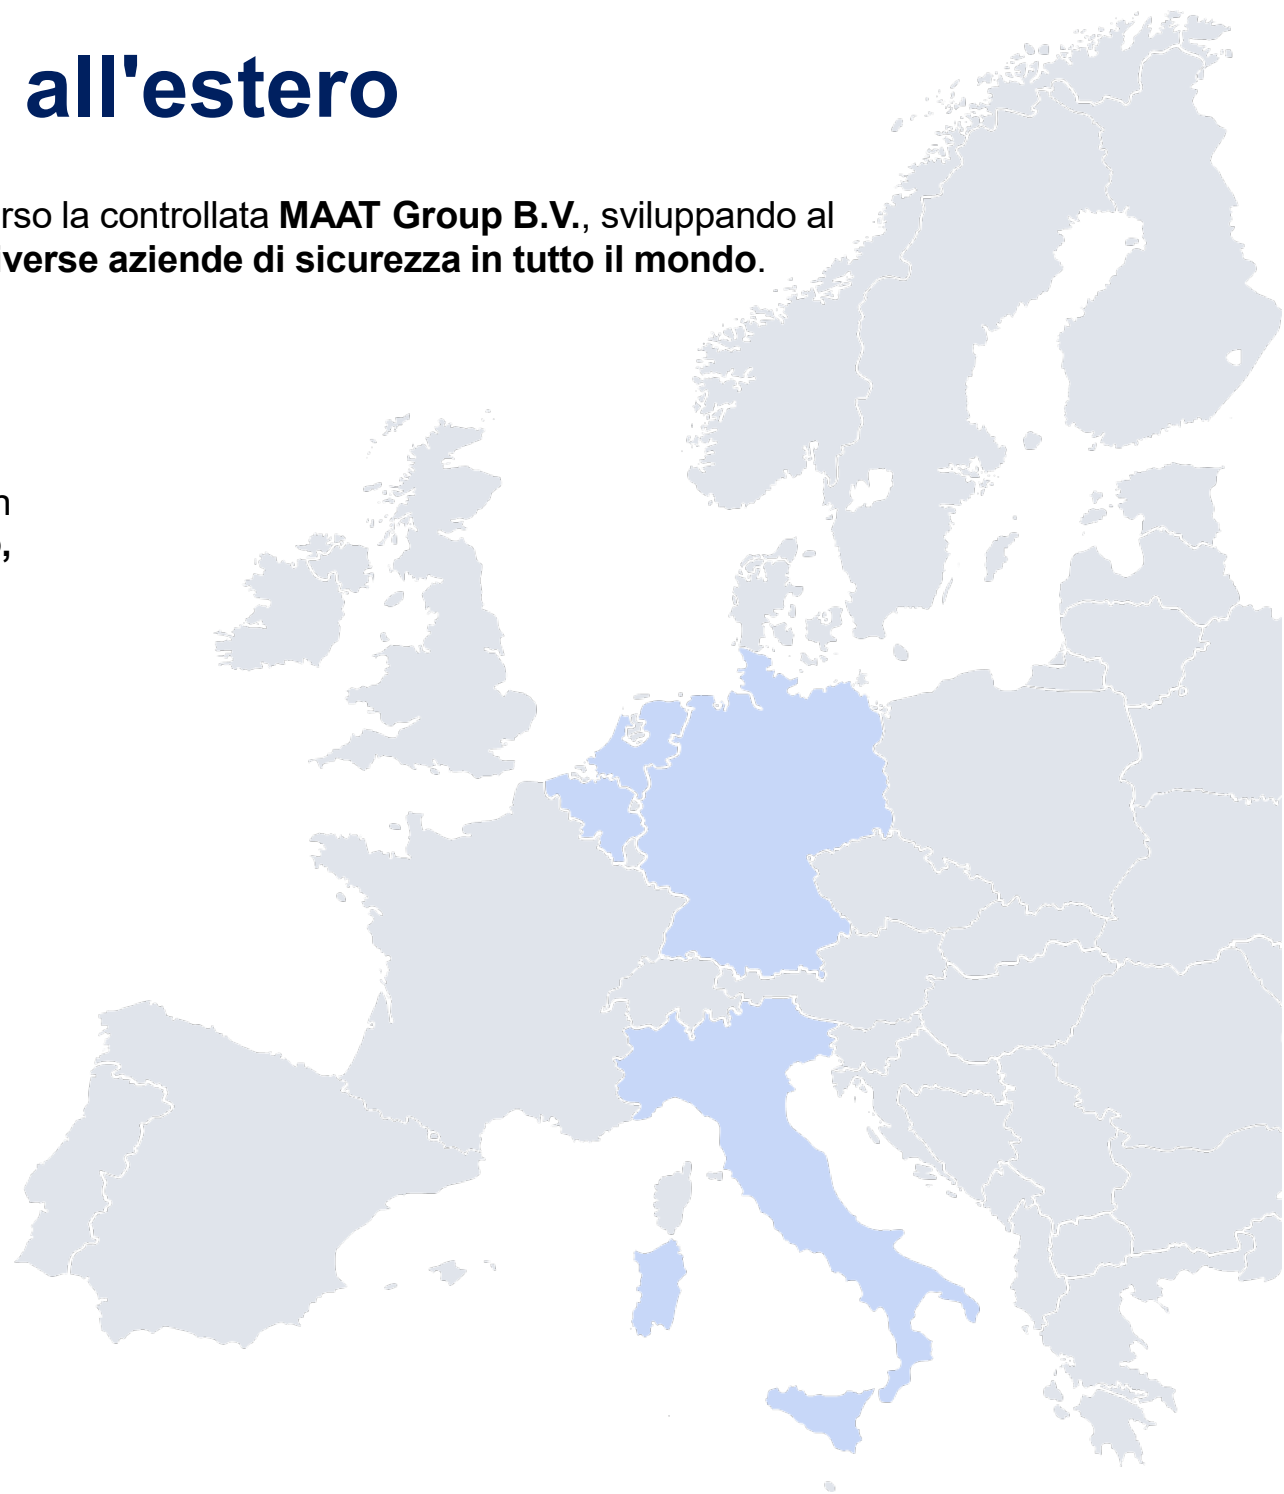 all'estero
rso la controllata MAAT Group B.V., sviluppando al
iverse aziende di sicurezza in tutto il mondo.
n
,